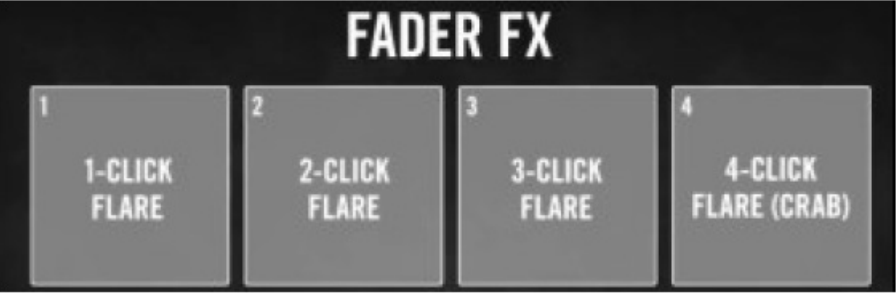 FADER FX
1
1-CLICK
FLARE
2
2-CLICK
FLARE
3
3-CLICK
FLARE
4
4-CLICK
FLARE (CRAB)